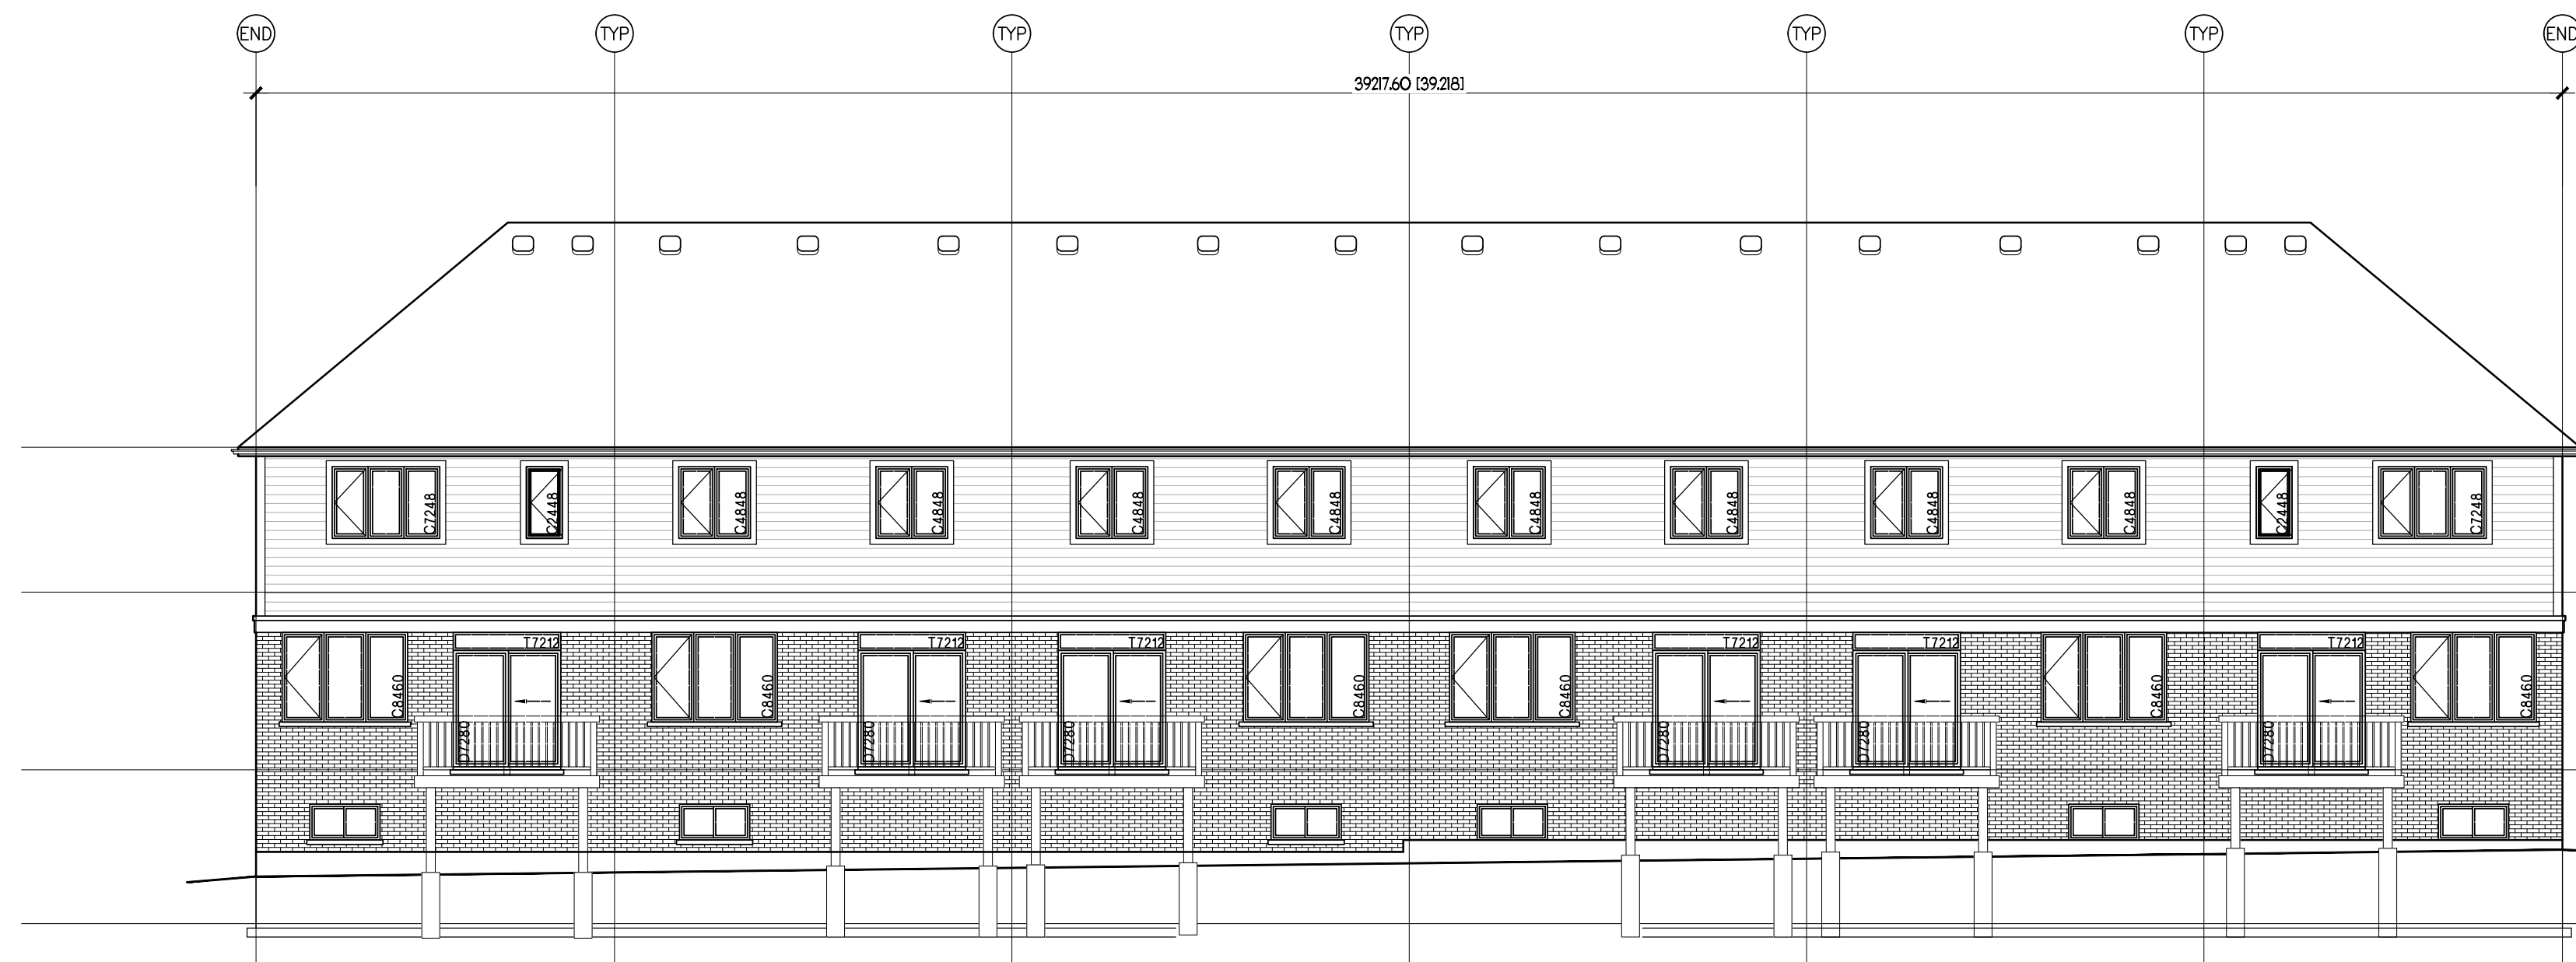 END TYP TYP TYP TYP TYP END
39217.60 [39.218]
C7248 C2448 C4848 C4848 C4848 C4848 C4848 C4848 C4848 C4848 C2448 C7248
T7212 T7212 T7212 T7212 T7212 T7212
C8460 C8460 C8460 C8460 C8460 C8460
D7280 D7280 D7280 D7280 D7280 D7280